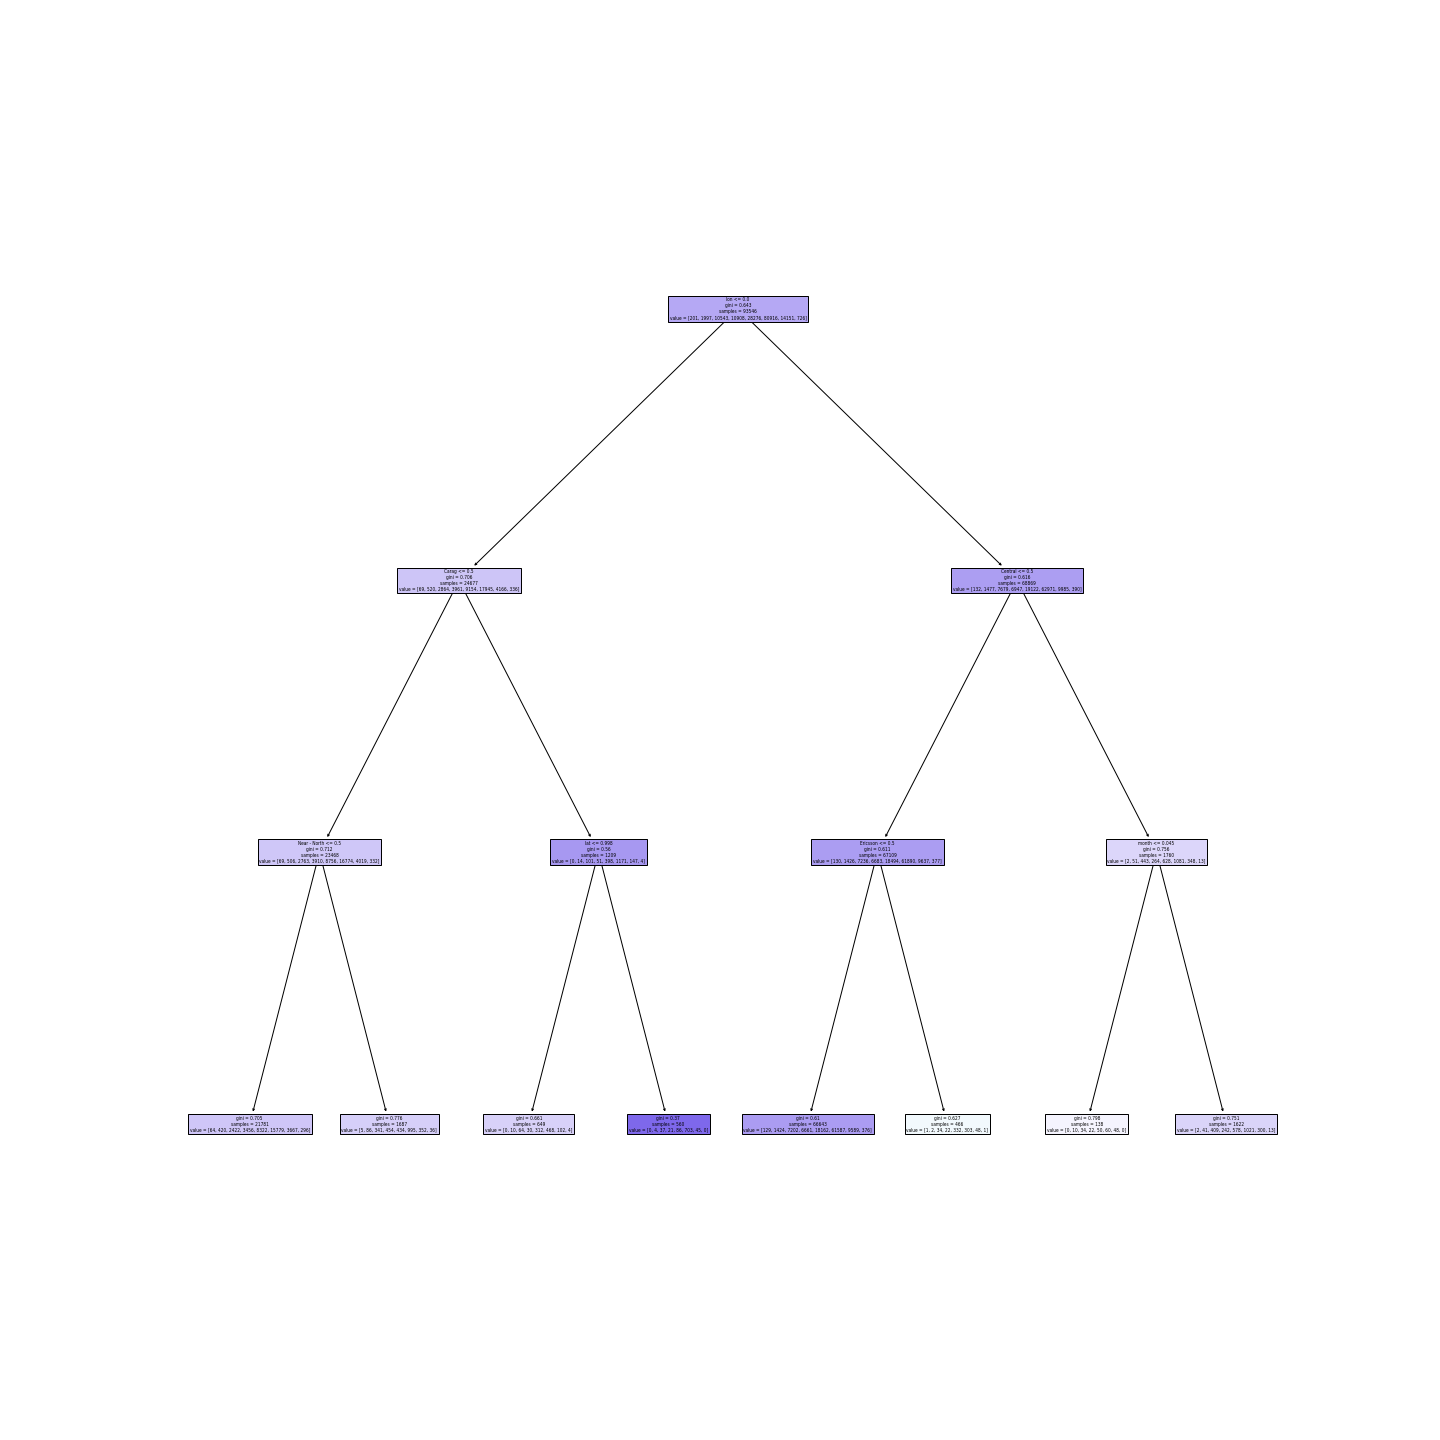 lon <= 0.0
gini = 0.643
samples = 93546
value = [201, 1997, 10543, 10908, 28276, 80916, 14151, 726]
Carag <= 0.5
gini = 0.706
samples = 24677
value = [69, 520, 2864, 3961, 9154, 17945, 4166, 336]
Central <= 0.5
gini = 0.616
samples = 68869
value = [132, 1477, 7679, 6947, 19122, 62971, 9985, 390]
Near - North <= 0.5
gini = 0.712
samples = 23468
value = [69, 506, 2763, 3910, 8756, 16774, 4019, 332]
lat <= 0.998
gini = 0.56
samples = 1209
value = [0, 14, 101, 51, 398, 1171, 147, 4]
Ericsson <= 0.5
gini = 0.611
samples = 67109
value = [130, 1426, 7236, 6683, 18494, 61890, 9637, 377]
month <= 0.045
gini = 0.756
samples = 1760
value = [2, 51, 443, 264, 628, 1081, 348, 13]
gini = 0.705
samples = 21781
value = [64, 420, 2422, 3456, 8322, 15779, 3667, 296]
gini = 0.776
samples = 1687
value = [5, 86, 341, 454, 434, 995, 352, 36]
gini = 0.661
samples = 649
value = [0, 10, 64, 30, 312, 468, 102, 4]
gini = 0.37
samples = 560
value = [0, 4, 37, 21, 86, 703, 45, 0]
gini = 0.61
samples = 66643
value = [129, 1424, 7202, 6661, 18162, 61587, 9589, 376]
gini = 0.627
samples = 466
value = [1, 2, 34, 22, 332, 303, 48, 1]
gini = 0.798
samples = 138
value = [0, 10, 34, 22, 50, 60, 48, 0]
gini = 0.751
samples = 1622
value = [2, 41, 409, 242, 578, 1021, 300, 13]